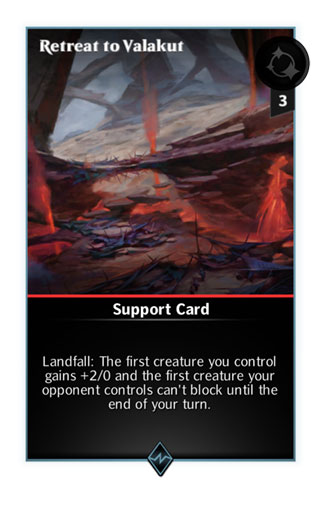 Retreat to Valakut
3
Support Card
Landfall: The first creature you control
gains +2/0 and the first creature your
opponent controls can't block until the
end of your turn.